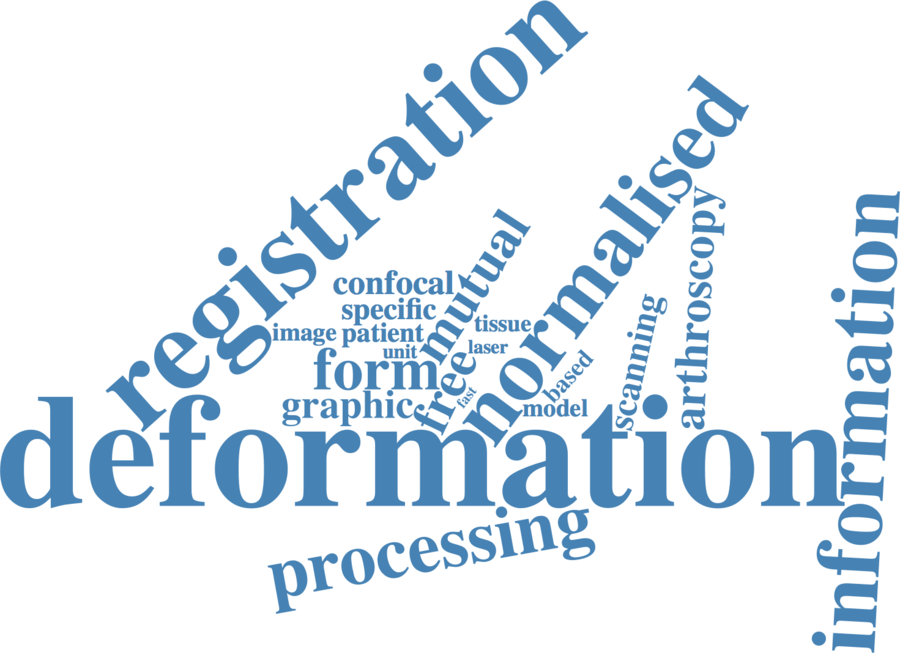 registration
normalised
mutual
confocal
specific
image
patient
tissue
unit
laser
form
free
fast
based
scanning
arthroscopy
graphic
model
deformation
information
processing